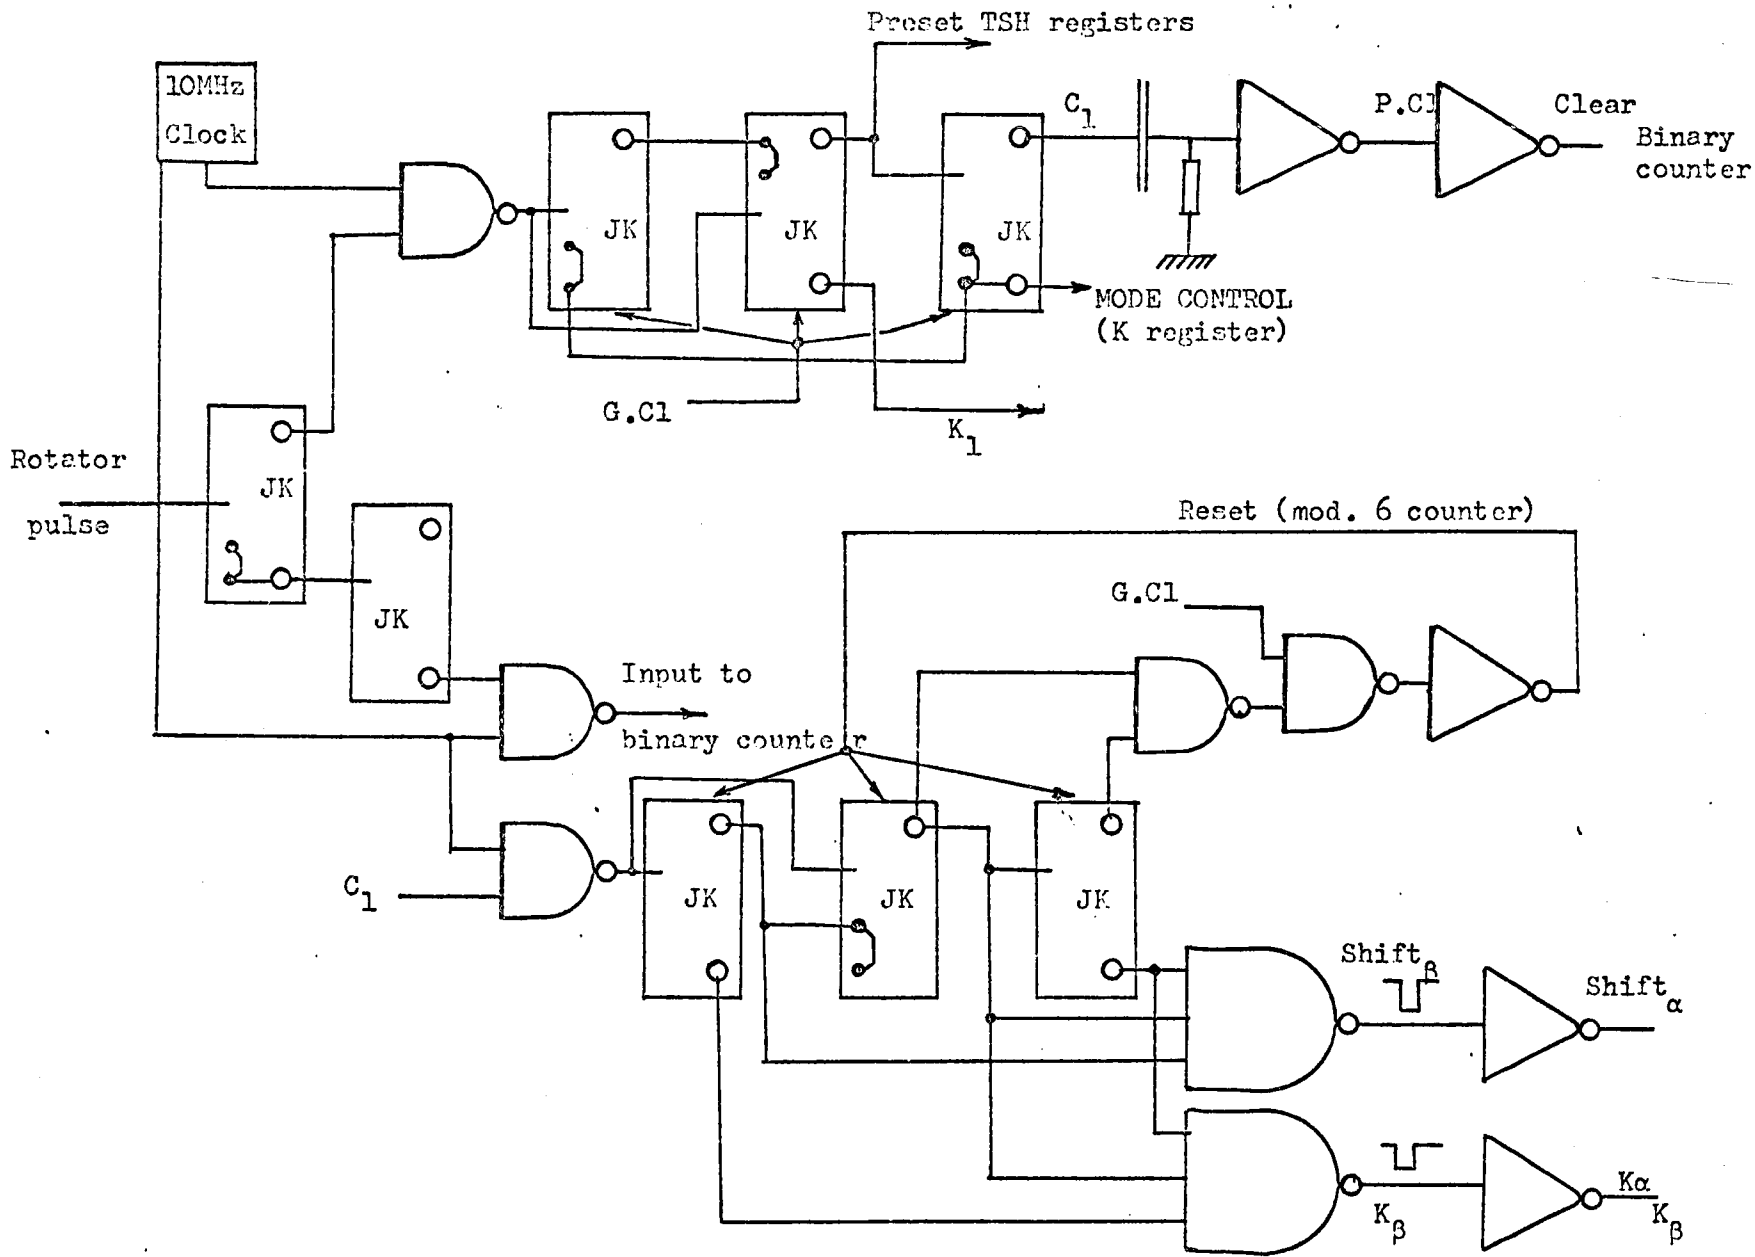 Preset TSH registers
10MHz
Clock
C1
P.Cl
Clear
Binary
counter
JK
JK
JK
MODE CONTROL
(K register)
G.Cl
K1
Rotator
pulse
JK
JK
Reset (mod. 6 counter)
G.Cl
Input to
binary counter
C1
JK
JK
JK
Shiftβ
Shiftα
Kβ
Kα
Kβ